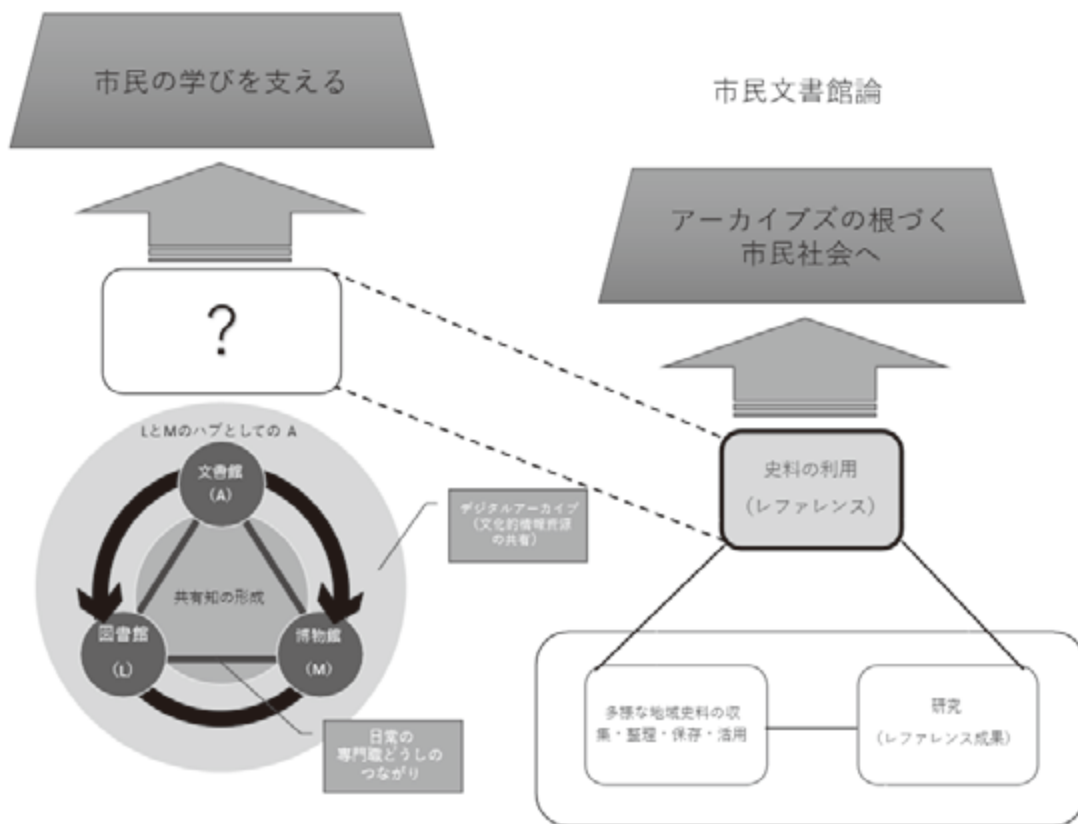 市民の学びを支える
市民文書館論
アーカイブズの根づく
市民社会へ
?
LとMのハブとしての A
文書館
(A)
史料の利用
(レファレンス)
デジタルアーカイブ
(文化的情報資源
の共有)
共有知の形成
図書館
(L)
博物館
(M)
日常の
専門職どうしの
つながり
多様な地域史料の収
集・整理・保存・活用
研究
(レファレンス成果)